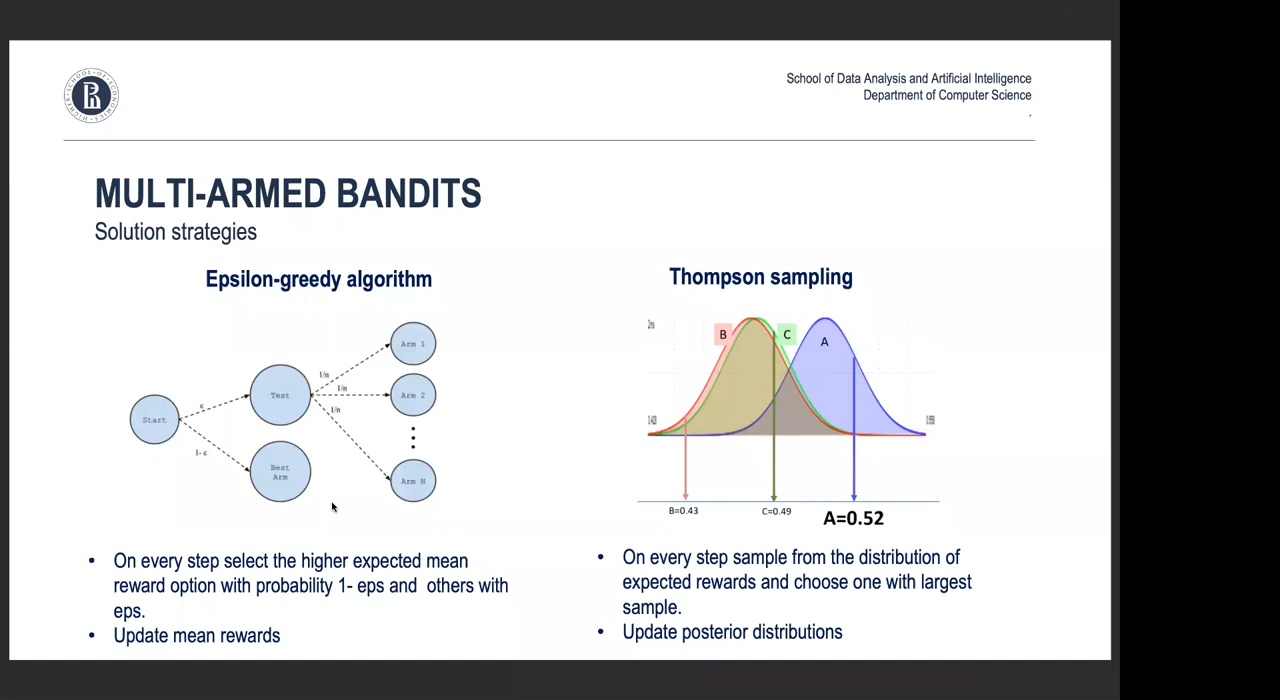 School of Data Analysis and Artificial Intelligence
Department of Computer Science
.
MULTI-ARMED BANDITS
Solution strategies
Epsilon-greedy algorithm
Start
ε
1- ε
Test
Best
Arm
1/n
1/n
1/n
Arm 1
Arm 2
Arm N
• On every step select the higher expected mean
reward option with probability 1- eps and others with
eps.
• Update mean rewards
Thompson sampling
B
C
A
B=0.43
C=0.49
A=0.52
• On every step sample from the distribution of
expected rewards and choose one with largest
sample.
• Update posterior distributions